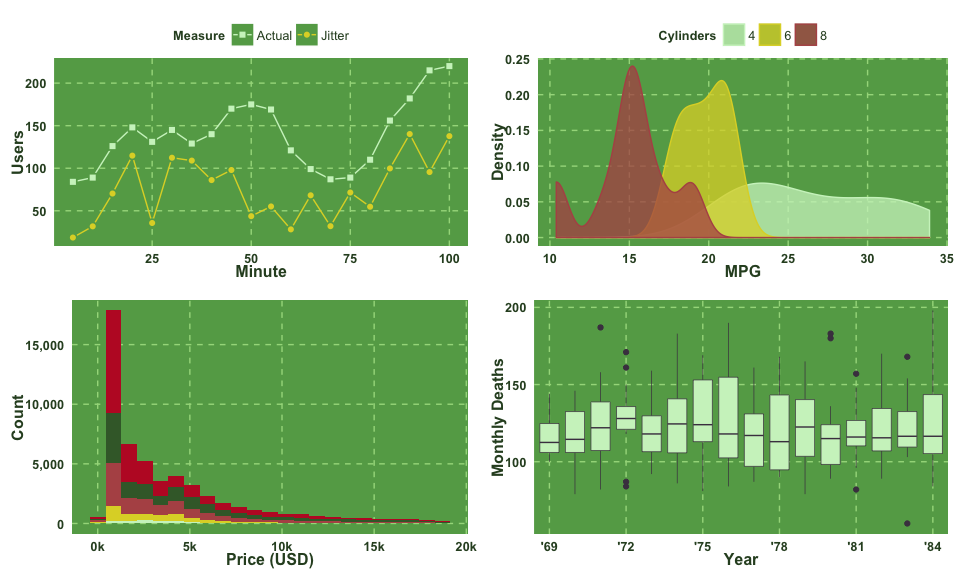 Measure Actual Jitter
Users
200
150
100
50
25 50 75 100
Minute
Cylinders 4 6 8
Density
0.25
0.20
0.15
0.10
0.05
0.00
10 15 20 25 30 35
MPG
Count
15,000
10,000
5,000
0
0k 5k 10k 15k 20k
Price (USD)
Monthly Deaths
200
150
100
'69 '72 '75 '78 '81 '84
Year